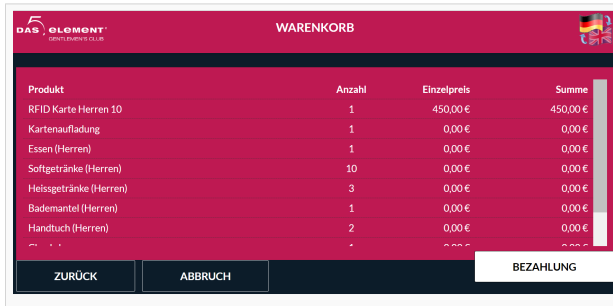 5
DAS element
GENTLEMEN'S CLUB
WARENKORB
Produkt Anzahl Einzelpreis Summe
RFID Karte Herren 10 1 450,00 € 450,00 €
Kartenaufladung 1 0,00 € 0,00 €
Essen (Herren) 1 0,00 € 0,00 €
Softgetränke (Herren) 10 0,00 € 0,00 €
Heissgetränke (Herren) 3 0,00 € 0,00 €
Bademantel (Herren) 1 0,00 € 0,00 €
Handtuch (Herren) 2 0,00 € 0,00 €
ZURÜCK ABBRUCH BEZAHLUNG